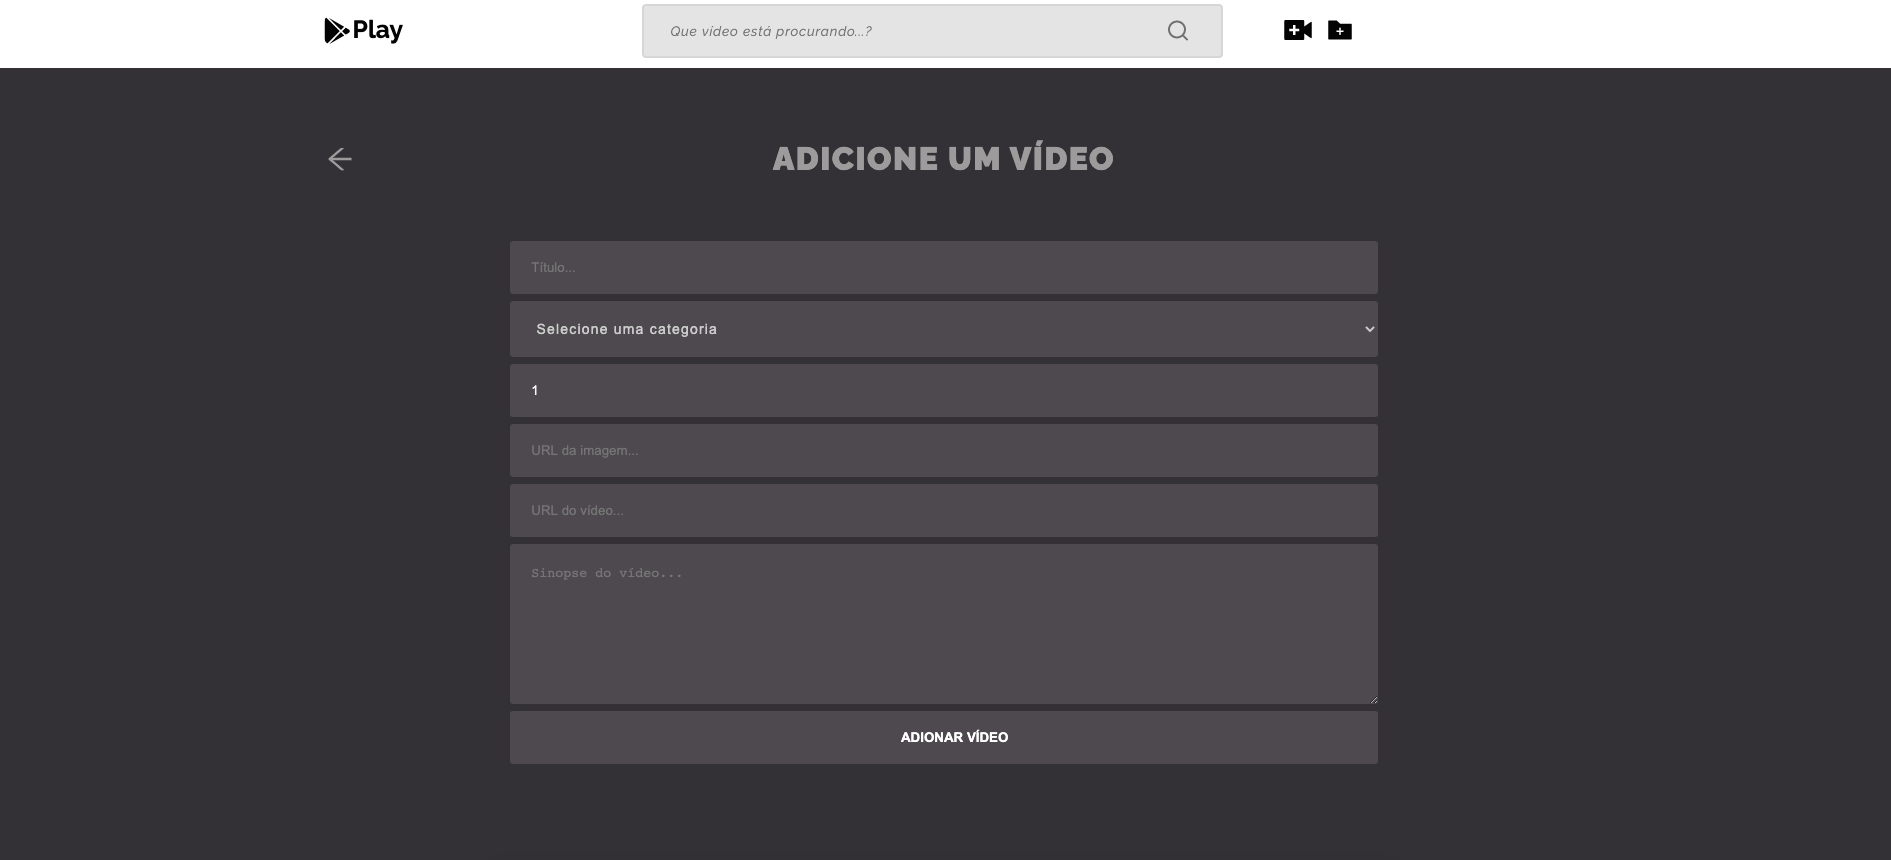 Play
Que vídeo está procurando...?
ADICIONE UM VÍDEO
Título...
Selecione uma categoria
1
URL da imagem...
URL do vídeo...
Sinopse do vídeo...
ADIONAR VÍDEO